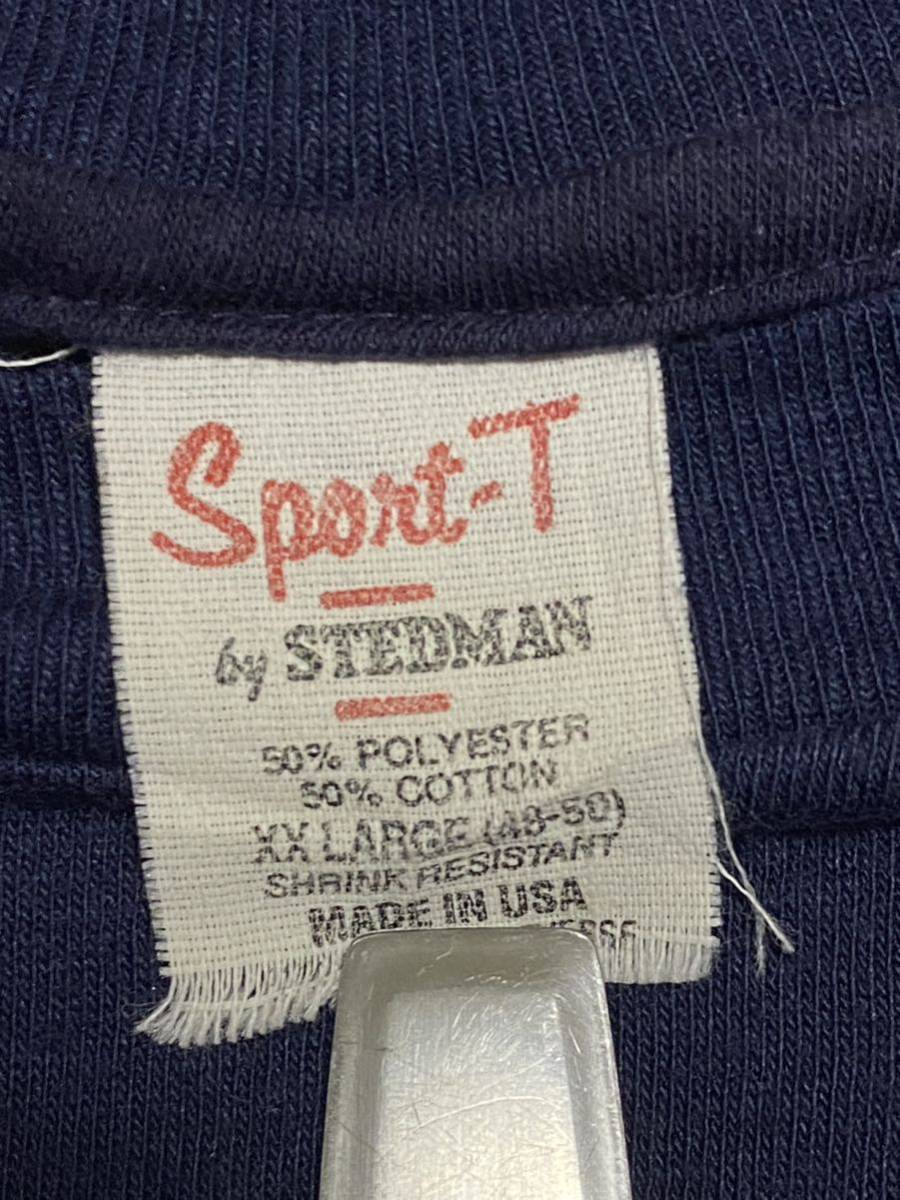 Sport-T
by STEDMAN
50% POLYESTER
50% COTTON
XX LARGE (48-50)
SHRINK RESISTANT
MADE IN USA